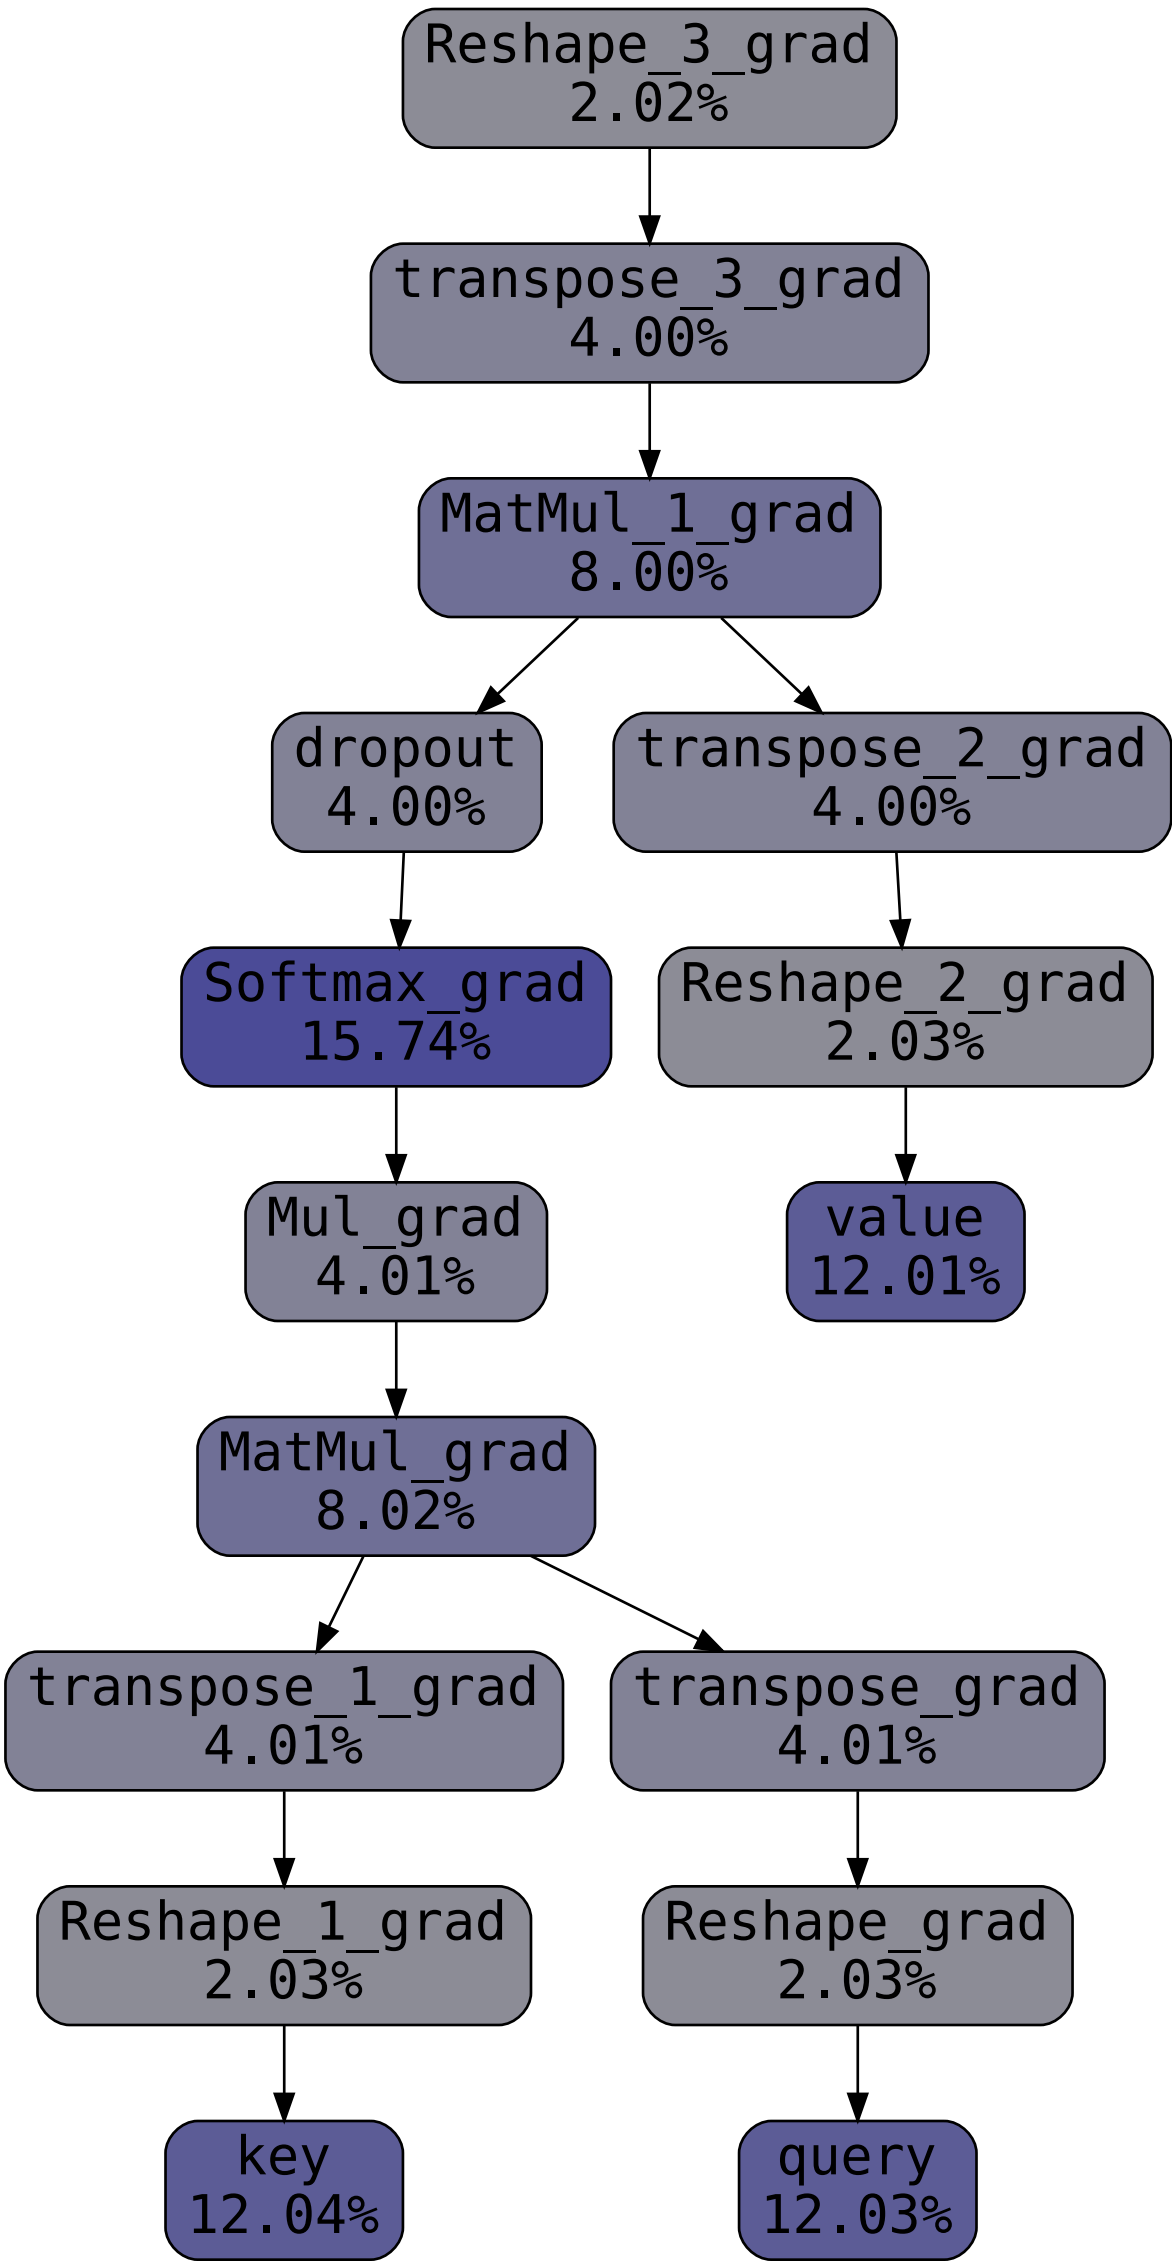 Reshape_3_grad
2.02%
transpose_3_grad
4.00%
MatMul_1_grad
8.00%
dropout
4.00%
transpose_2_grad
4.00%
Softmax_grad
15.74%
Reshape_2_grad
2.03%
Mul_grad
4.01%
value
12.01%
MatMul_grad
8.02%
transpose_1_grad
4.01%
transpose_grad
4.01%
Reshape_1_grad
2.03%
Reshape_grad
2.03%
key
12.04%
query
12.03%